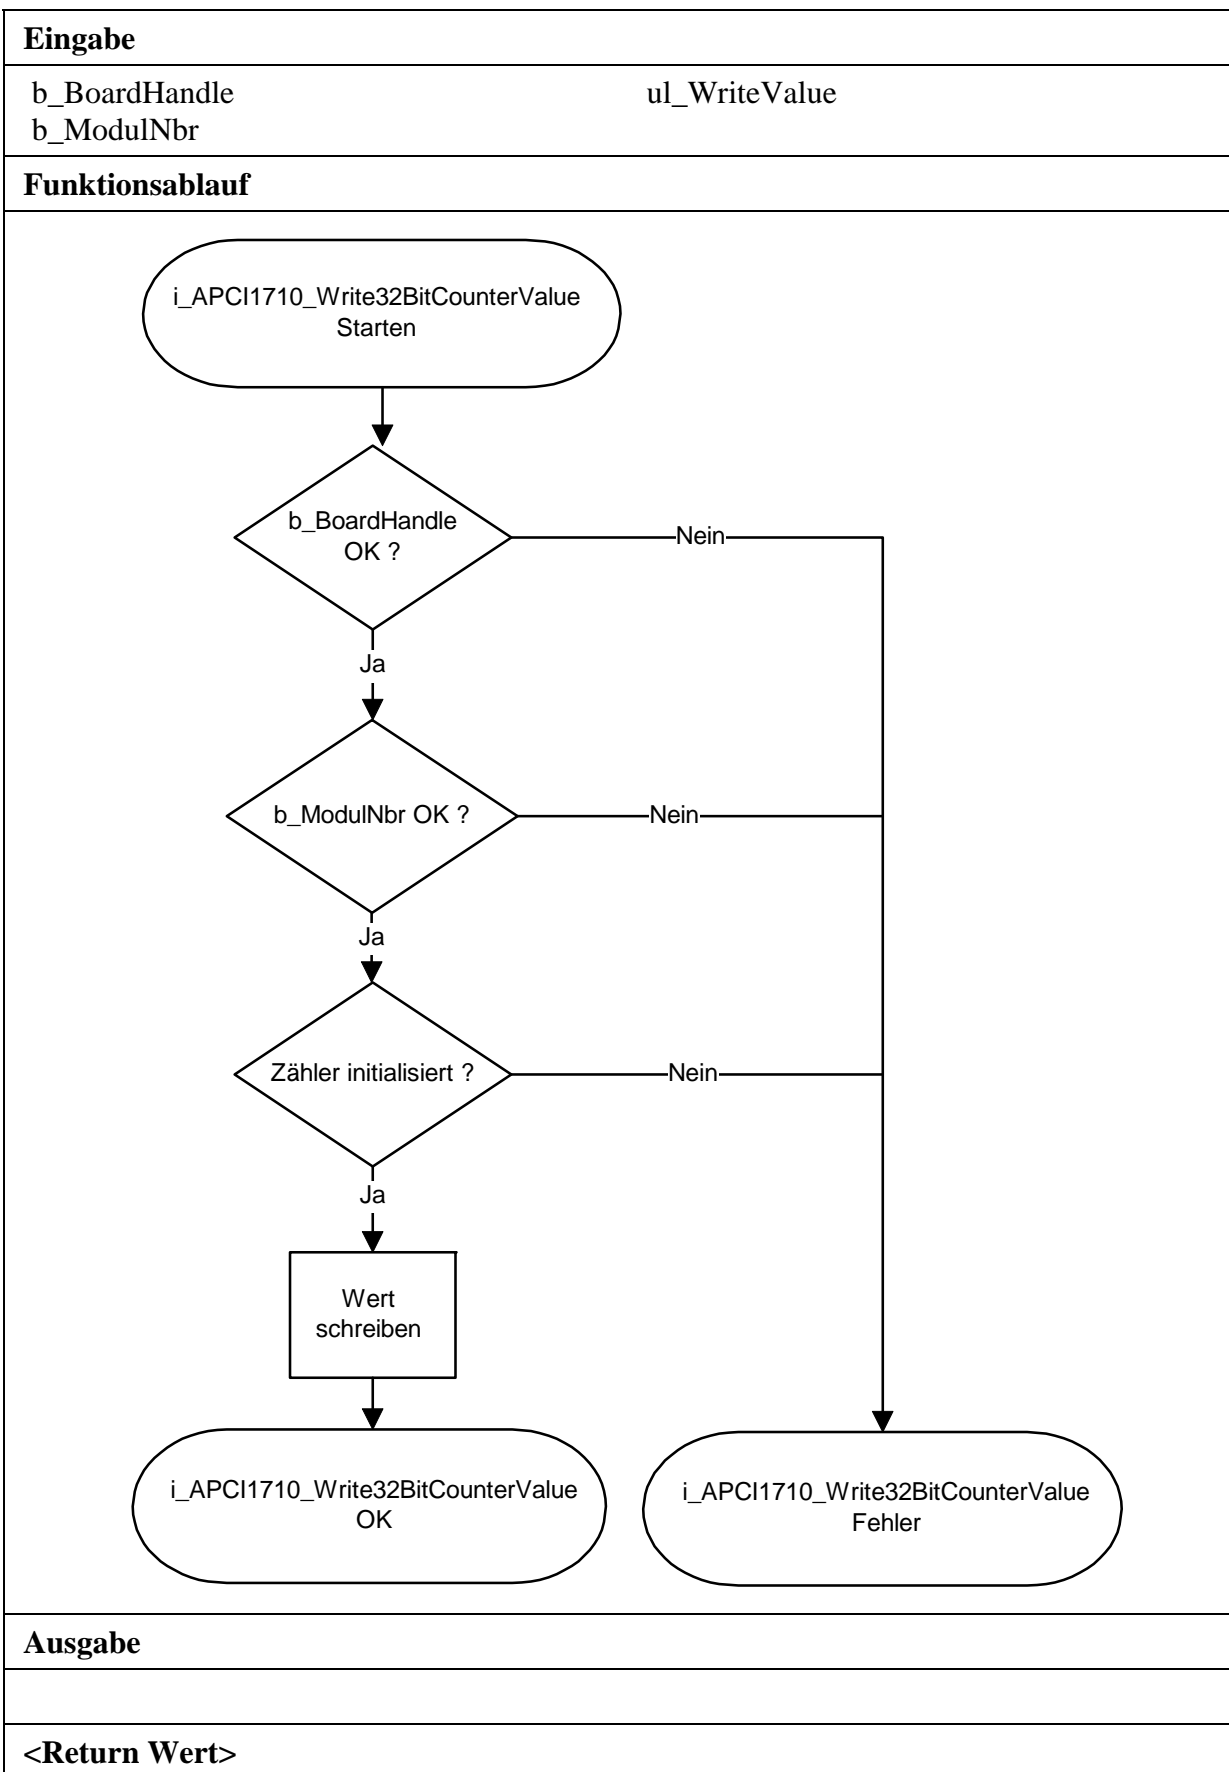 Eingabe
b_BoardHandle ul_WriteValue
b_ModulNbr
Funktionsablauf
i_APCI1710_Write32BitCounterValue
Starten
b_BoardHandle
OK ?
Nein
Ja
b_ModulNbr OK ?
Nein
Ja
Zähler initialisiert ?
Nein
Ja
Wert
schreiben
i_APCI1710_Write32BitCounterValue
OK
i_APCI1710_Write32BitCounterValue
Fehler
Ausgabe
<Return Wert>